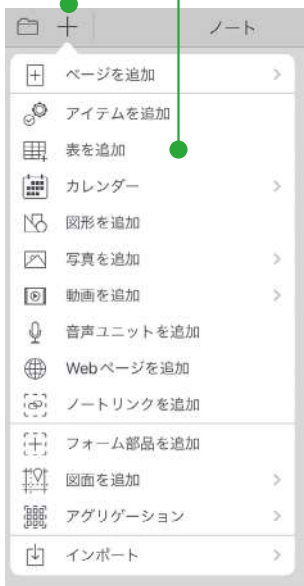 ノート
ページを追加
アイテムを追加
表を追加
カレンダー
図形を追加
写真を追加
動画を追加
音声ユニットを追加
Webページを追加
ノートリンクを追加
フォーム部品を追加
図面を追加
アグリゲーション
インポート